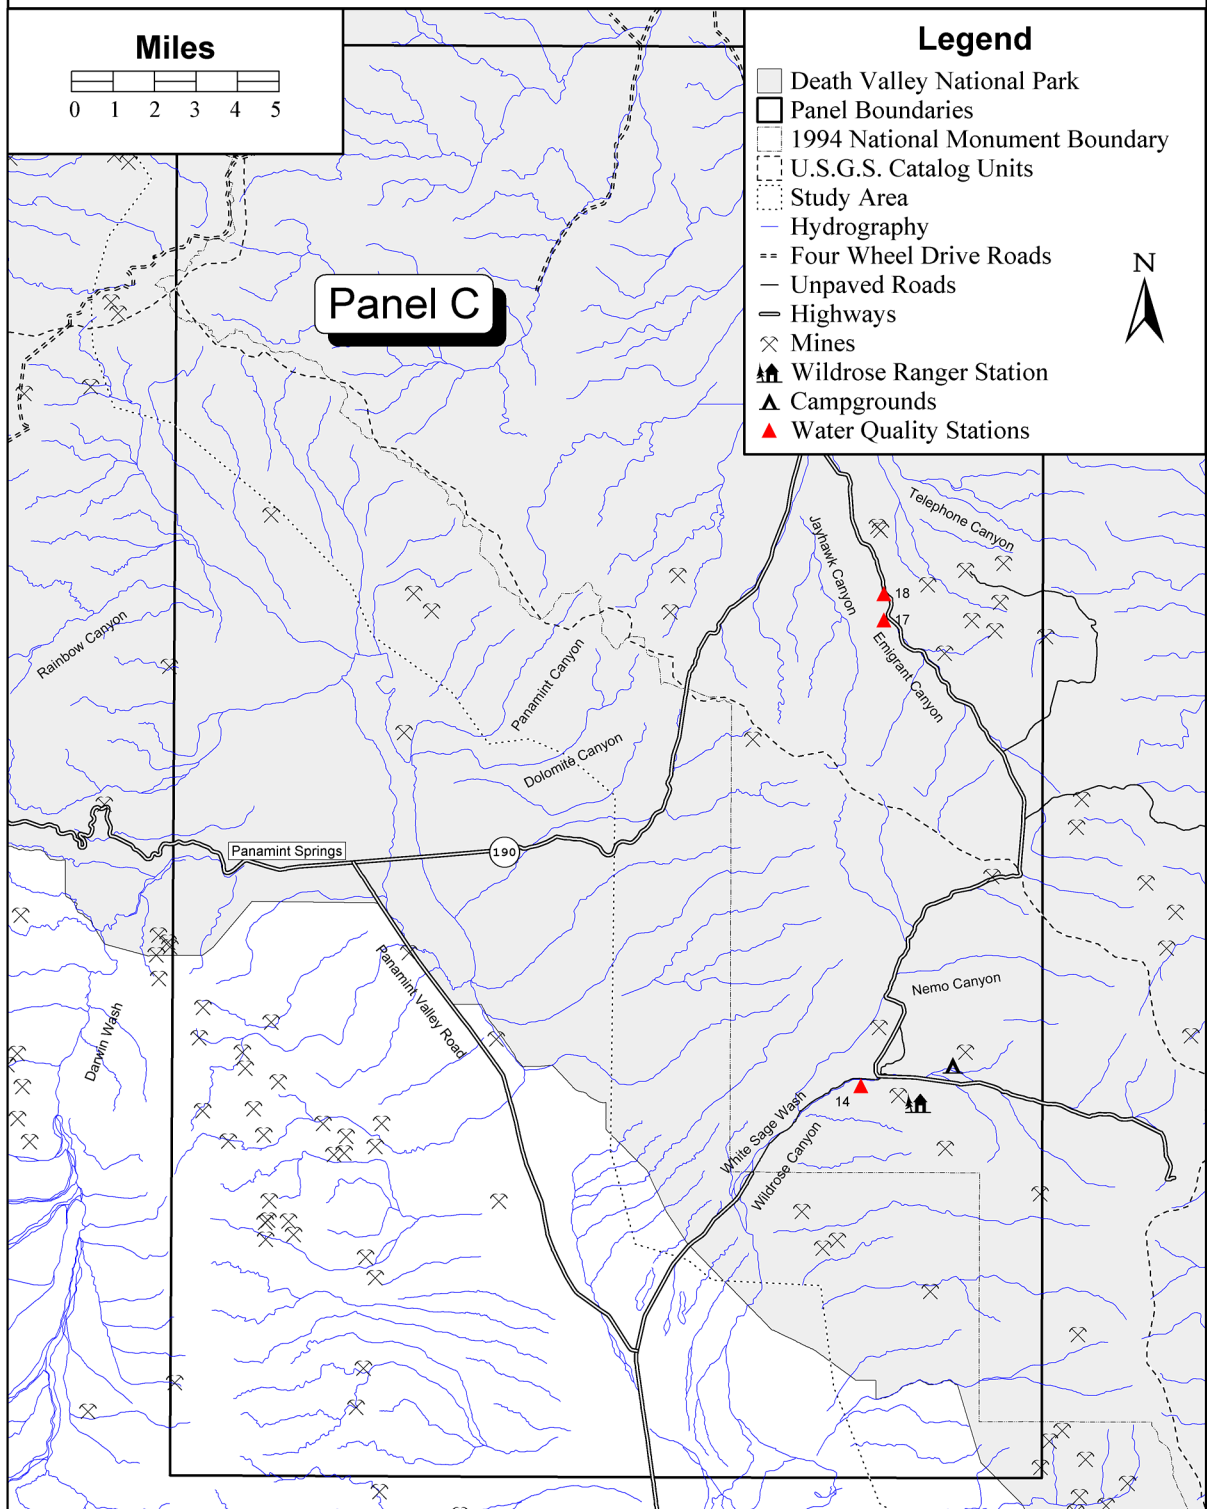 Miles
0 1 2 3 4 5
Legend
Death Valley National Park
Panel Boundaries
1994 National Monument Boundary
U.S.G.S. Catalog Units
Study Area
Hydrography
Four Wheel Drive Roads
Unpaved Roads
Highways
Mines
Wildrose Ranger Station
Campgrounds
Water Quality Stations
N
Panel C
Telephone Canyon
Jayhawk Canyon
18
17
Emigrant Canyon
Rainbow Canyon
Panamint Canyon
Dolomite Canyon
Panamint Springs
190
Panamint Valley Road
Nemo Canyon
Darwin Wash
14
White Sage Wash
Wildrose Canyon